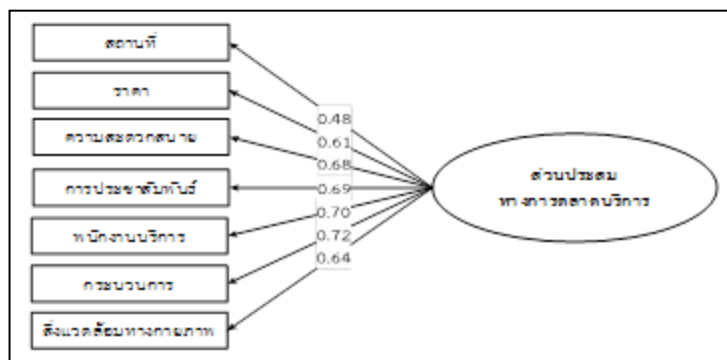 สถานที่
ราคา
ความสะดวกสบาย
การประชาสัมพันธ์
พนักงานบริการ
กระบวนการ
สิ่งแวดล้อมทางกายภาพ
0.48
0.61
0.68
0.69
0.70
0.72
0.64
ส่วนประสม
ทางการตลาดบริการ